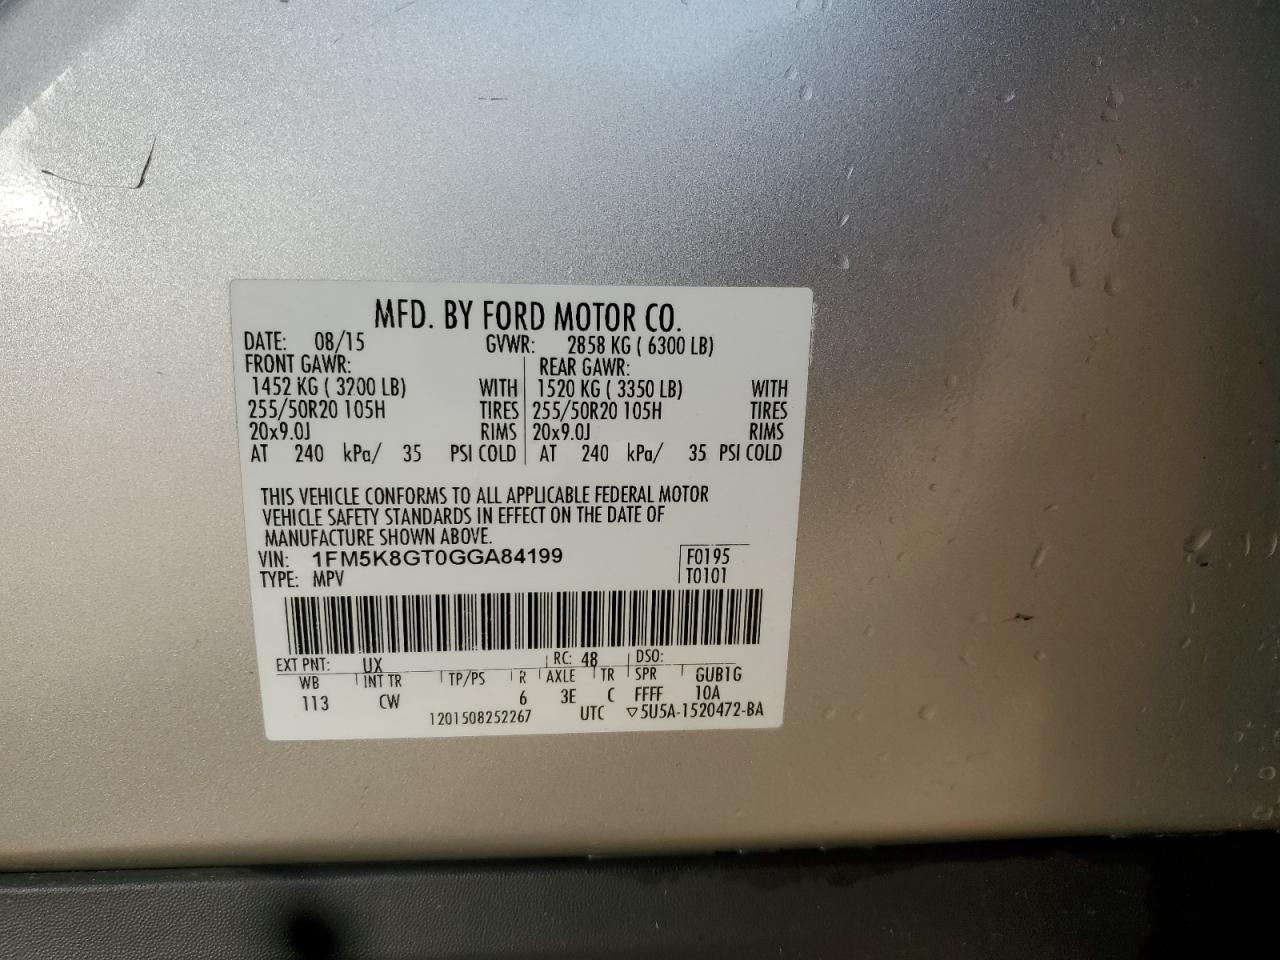 MFD. BY FORD MOTOR CO.
DATE: 08/15 GVWR: 2858 KG ( 6300 LB)
FRONT GAWR: REAR GAWR:
1452 KG ( 3200 LB) WITH 1520 KG ( 3350 LB) WITH
255/50R20 105H TIRES 255/50R20 105H TIRES
20x9.0J RIMS 20x9.0J RIMS
AT 240 kPa/ 35 PSI COLD AT 240 kPa/ 35 PSI COLD
THIS VEHICLE CONFORMS TO ALL APPLICABLE FEDERAL MOTOR
VEHICLE SAFETY STANDARDS IN EFFECT ON THE DATE OF
MANUFACTURE SHOWN ABOVE.
VIN: 1FM5K8GT0GGA84199 F0195
TYPE: MPV T0101
EXT PNT: UX RC: 48 DSO:
WB INT TR TP/PS R AXLE TR SPR GUB1G
113 CW 6 3E C FFFF 10A
1201508252267 UTC ▽5U5A-1520472-BA